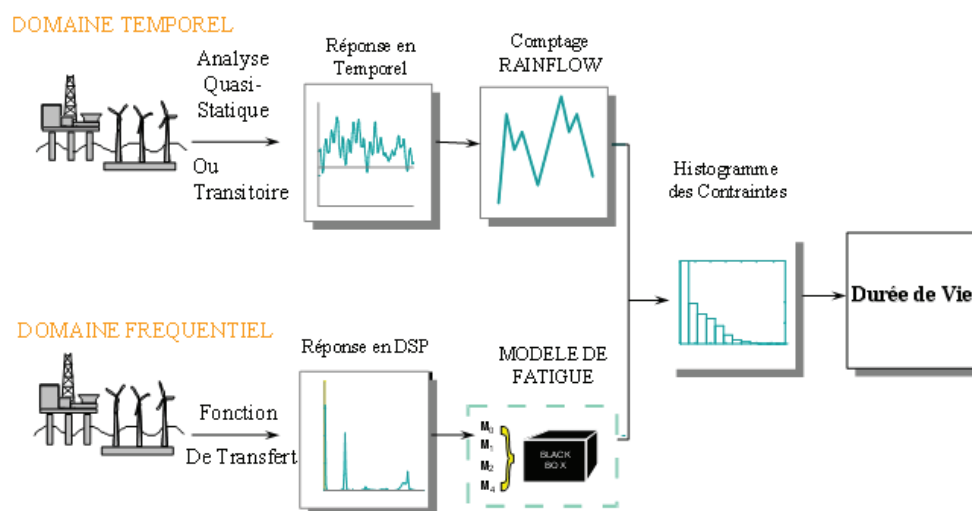 DOMAINE TEMPOREL
Analyse
Quasi-
Statique
Ou
Transitoire
Réponse en
Temporel
Comptage
RAINFLOW
Histogramme
des Contraintes
Durée de Vie
DOMAINE FREQUENTIEL
Fonction
De Transfert
Réponse en DSP
MODELE DE
FATIGUE
M0
M1
M2
M4
BLACK
BOX